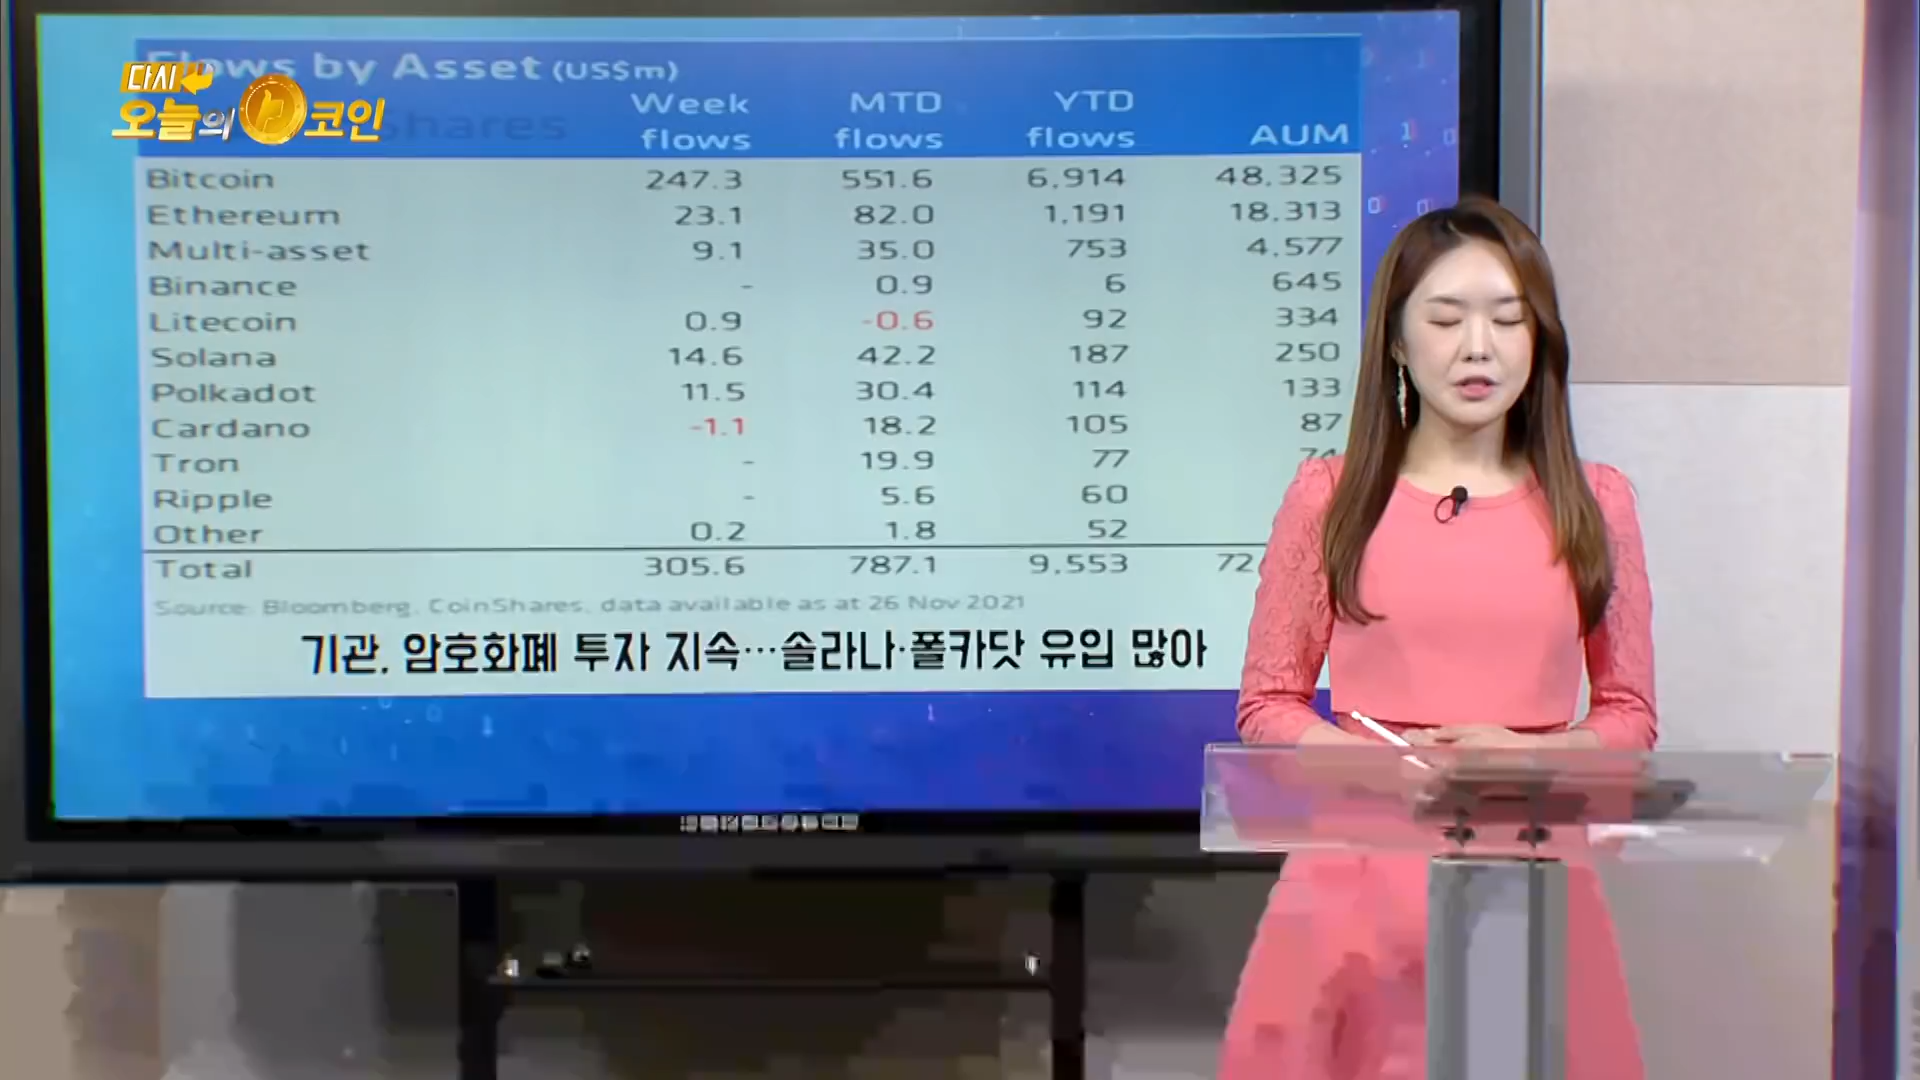 다시
오늘의 코인
Flows by Asset (US$m)
Week flows MTD flows YTD flows AUM
Bitcoin 247.3 551.6 6,914 48,325
Ethereum 23.1 82.0 1,191 18,313
Multi-asset 9.1 35.0 753 4,577
Binance - 0.9 6 645
Litecoin 0.9 -0.6 92 334
Solana 14.6 42.2 187 250
Polkadot 11.5 30.4 114 133
Cardano -1.1 18.2 105 87
Tron - 19.9 77 74
Ripple - 5.6 60
Other 0.2 1.8 52
Total 305.6 787.1 9,553 72
Source: Bloomberg, CoinShares, data available as at 26 Nov 2021
기관, 암호화폐 투자 지속…솔라나·폴카닷 유입 많아